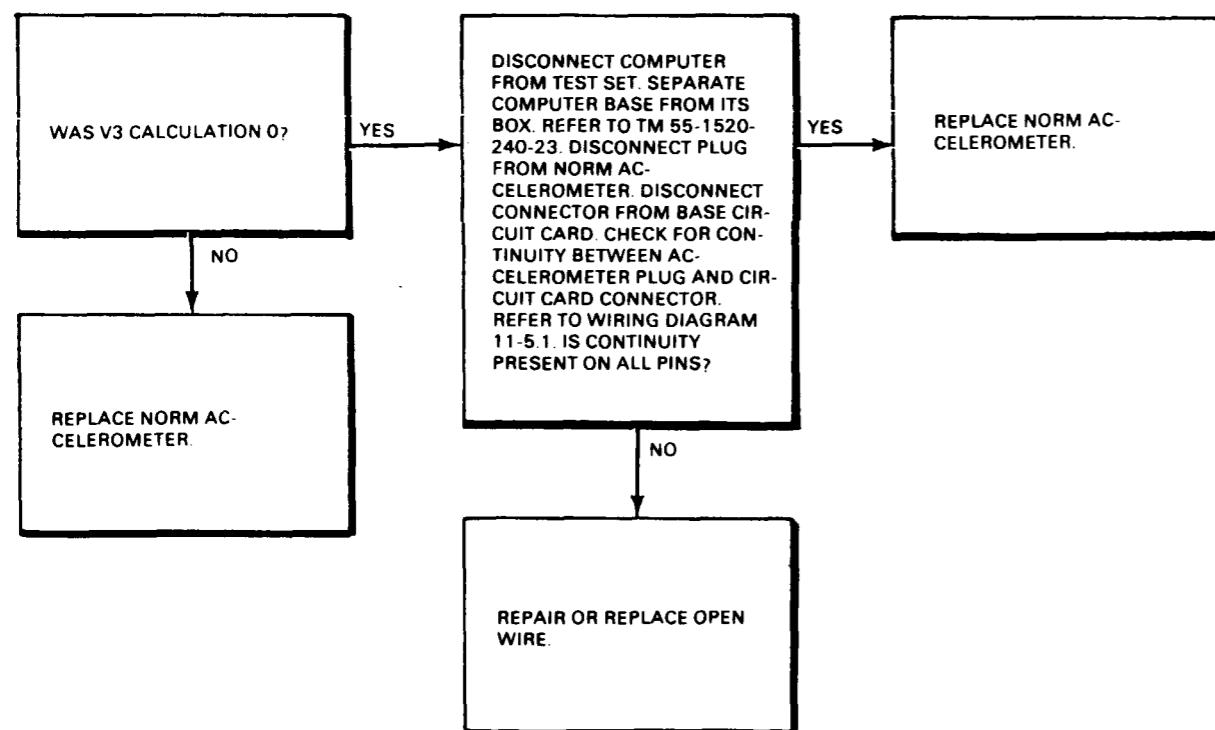 WAS V3 CALCULATION 0?
YES
NO
REPLACE NORM AC-
CELEROMETER.
DISCONNECT COMPUTER
FROM TEST SET. SEPARATE
COMPUTER BASE FROM ITS
BOX. REFER TO TM 55-1520-
240-23. DISCONNECT PLUG
FROM NORM AC-
CELEROMETER. DISCONNECT
CONNECTOR FROM BASE CIR-
CUIT CARD. CHECK FOR CON-
TINUITY BETWEEN AC-
CELEROMETER PLUG AND CIR-
CUIT CARD CONNECTOR.
REFER TO WIRING DIAGRAM
11-5.1. IS CONTINUITY
PRESENT ON ALL PINS?
YES
NO
REPAIR OR REPLACE OPEN
WIRE.
REPLACE NORM AC-
CELEROMETER.